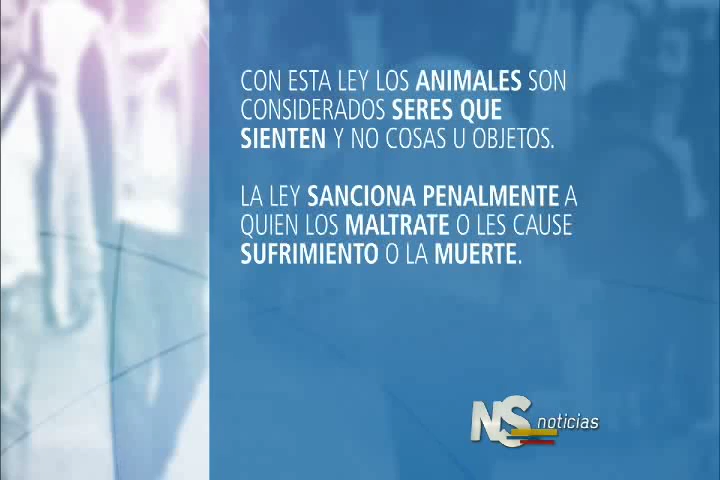 CON ESTA LEY LOS ANIMALES SON
CONSIDERADOS SERES QUE
SIENTEN Y NO COSAS U OBJETOS.
LA LEY SANCIONA PENALMENTE A
QUIEN LOS MALTRATE O LES CAUSE
SUFRIMIENTO O LA MUERTE.
NS noticias